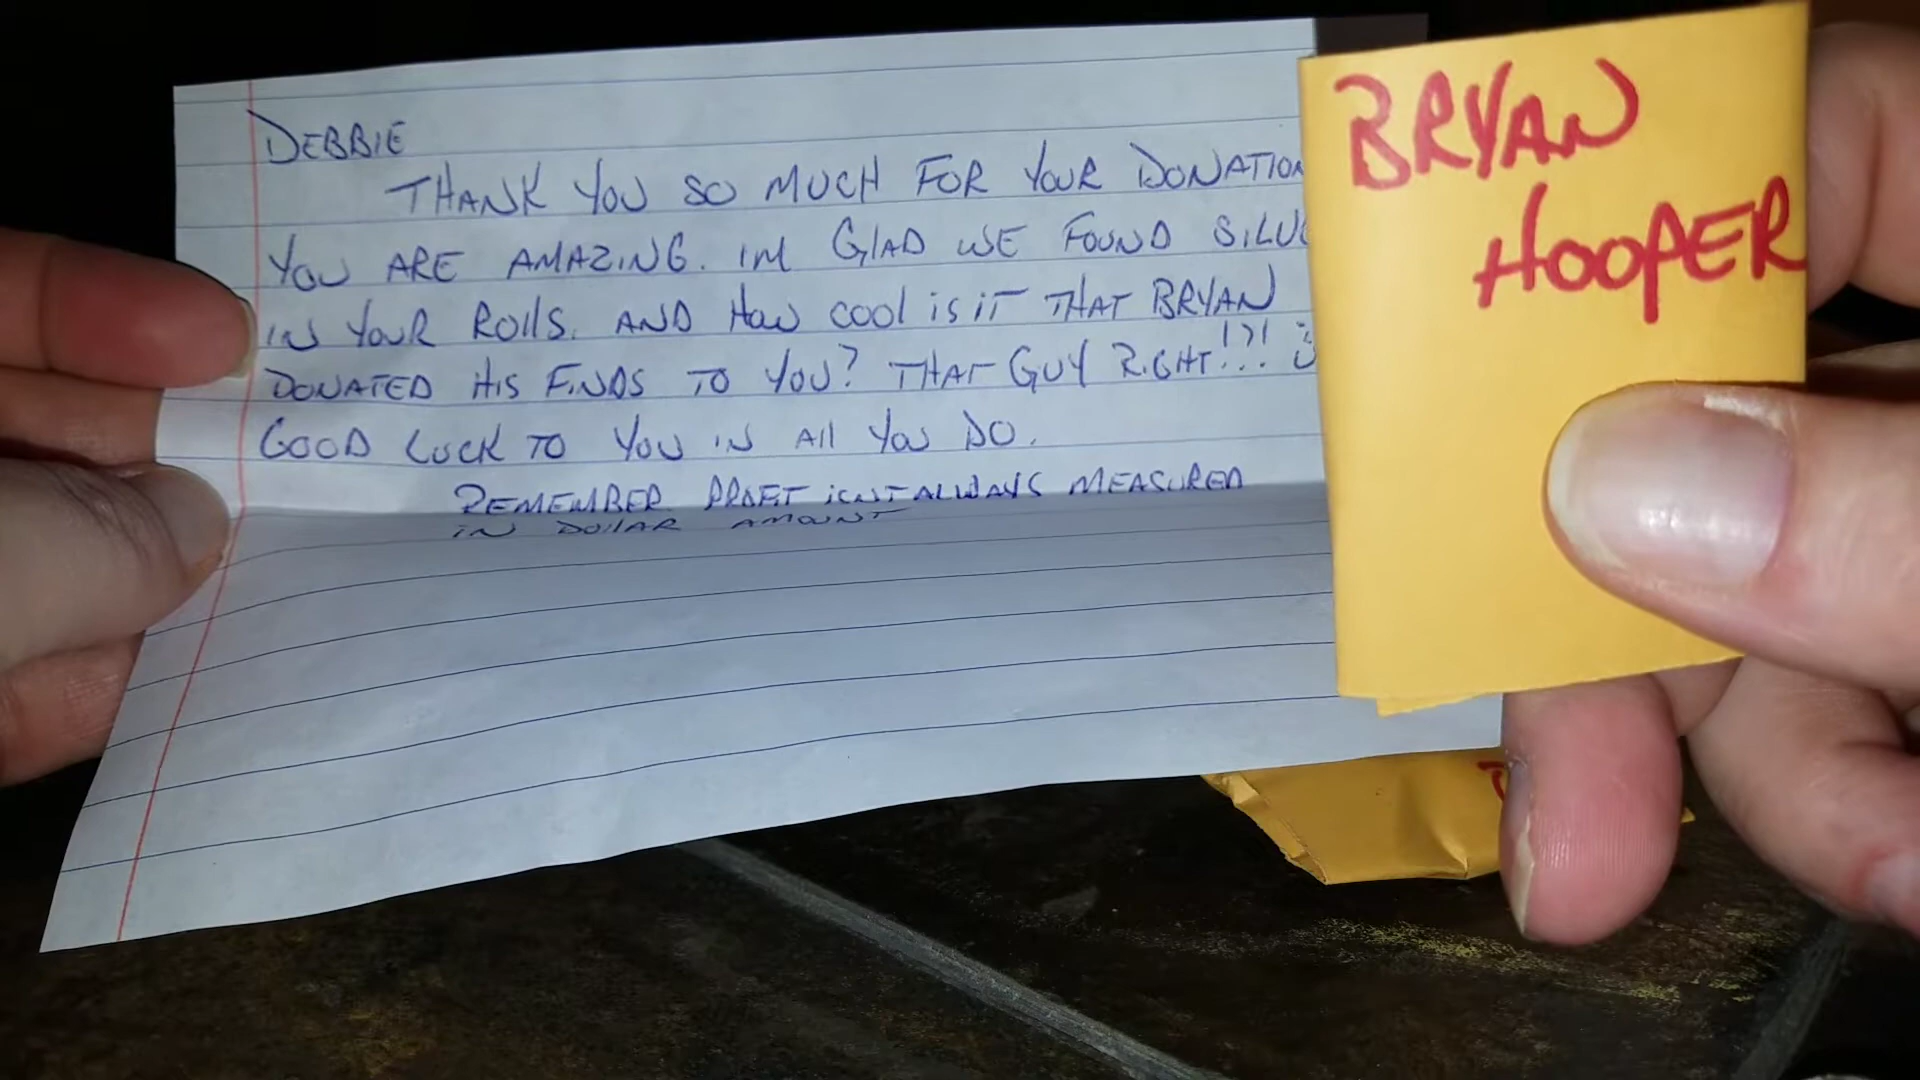 DEBBIE
THANK YOU SO MUCH FOR YOUR DONATION
YOU ARE AMAZING. IM GLAD WE FOUND
IN YOUR ROllS. AND HOW COOl iS iT THAT BRYAN
DONATED HiS FINDS TO YOU? THAT GUY RIGHT!?!
GOOD LUCK TO YOU IN All YOU DO.
REMEMBER PROFIT iSNT ALWAYS MEASURED
IN DOllAR AMOUNT
BRYAN
HOOPER